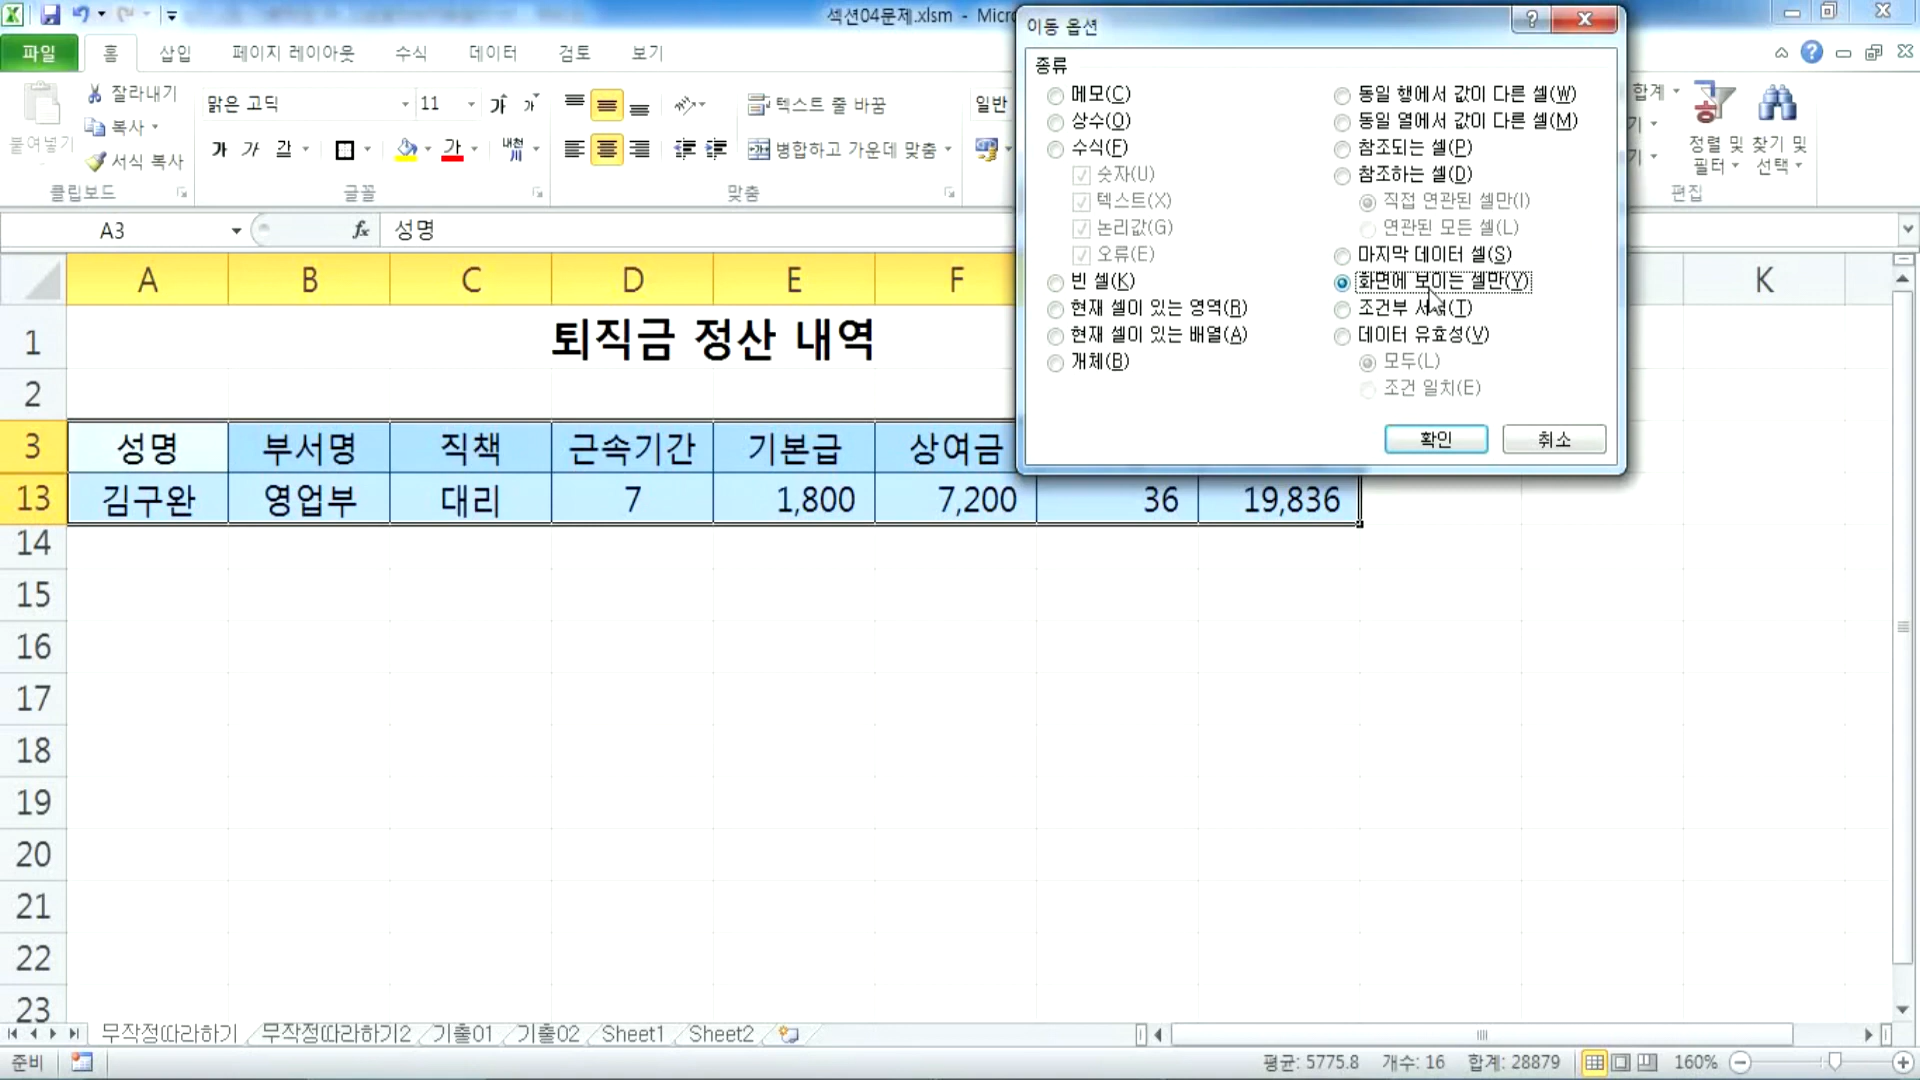 섹션04문제.xlsm - Micro
이동 옵션
파일 홈 삽입 페이지 레이아웃 수식 데이터 검토 보기
붙여넣기
잘라내기
복사
서식 복사
클립보드
맑은 고딕 11 가 가
가 가 간 가 내천
글꼴
텍스트 줄 바꿈
병합하고 가운데 맞춤
맞춤
일반
합계
정렬 및 필터
찾기 및 선택
편집
종류
메모(C)
상수(O)
수식(F)
숫자(U)
텍스트(X)
논리값(G)
오류(E)
빈 셀(K)
현재 셀이 있는 영역(R)
현재 셀이 있는 배열(A)
개체(B)
동일 행에서 값이 다른 셀(W)
동일 열에서 값이 다른 셀(M)
참조되는 셀(P)
참조하는 셀(D)
직접 연관된 셀만(I)
연관된 모든 셀(L)
마지막 데이터 셀(S)
화면에 보이는 셀만(Y)
조건부 서식(T)
데이터 유효성(V)
모두(L)
조건 일치(E)
확인 취소
A3 fx 성명
A B C D E F K
1 퇴직금 정산 내역
2
3 성명 부서명 직책 근속기간 기본급 상여금
13 김구완 영업부 대리 7 1,800 7,200 36 19,836
14
15
16
17
18
19
20
21
22
23
무작정따라하기 무작정따라하기2 기출01 기출02 Sheet1 Sheet2
준비 평균: 5775.8 개수: 16 합계: 28879 160%